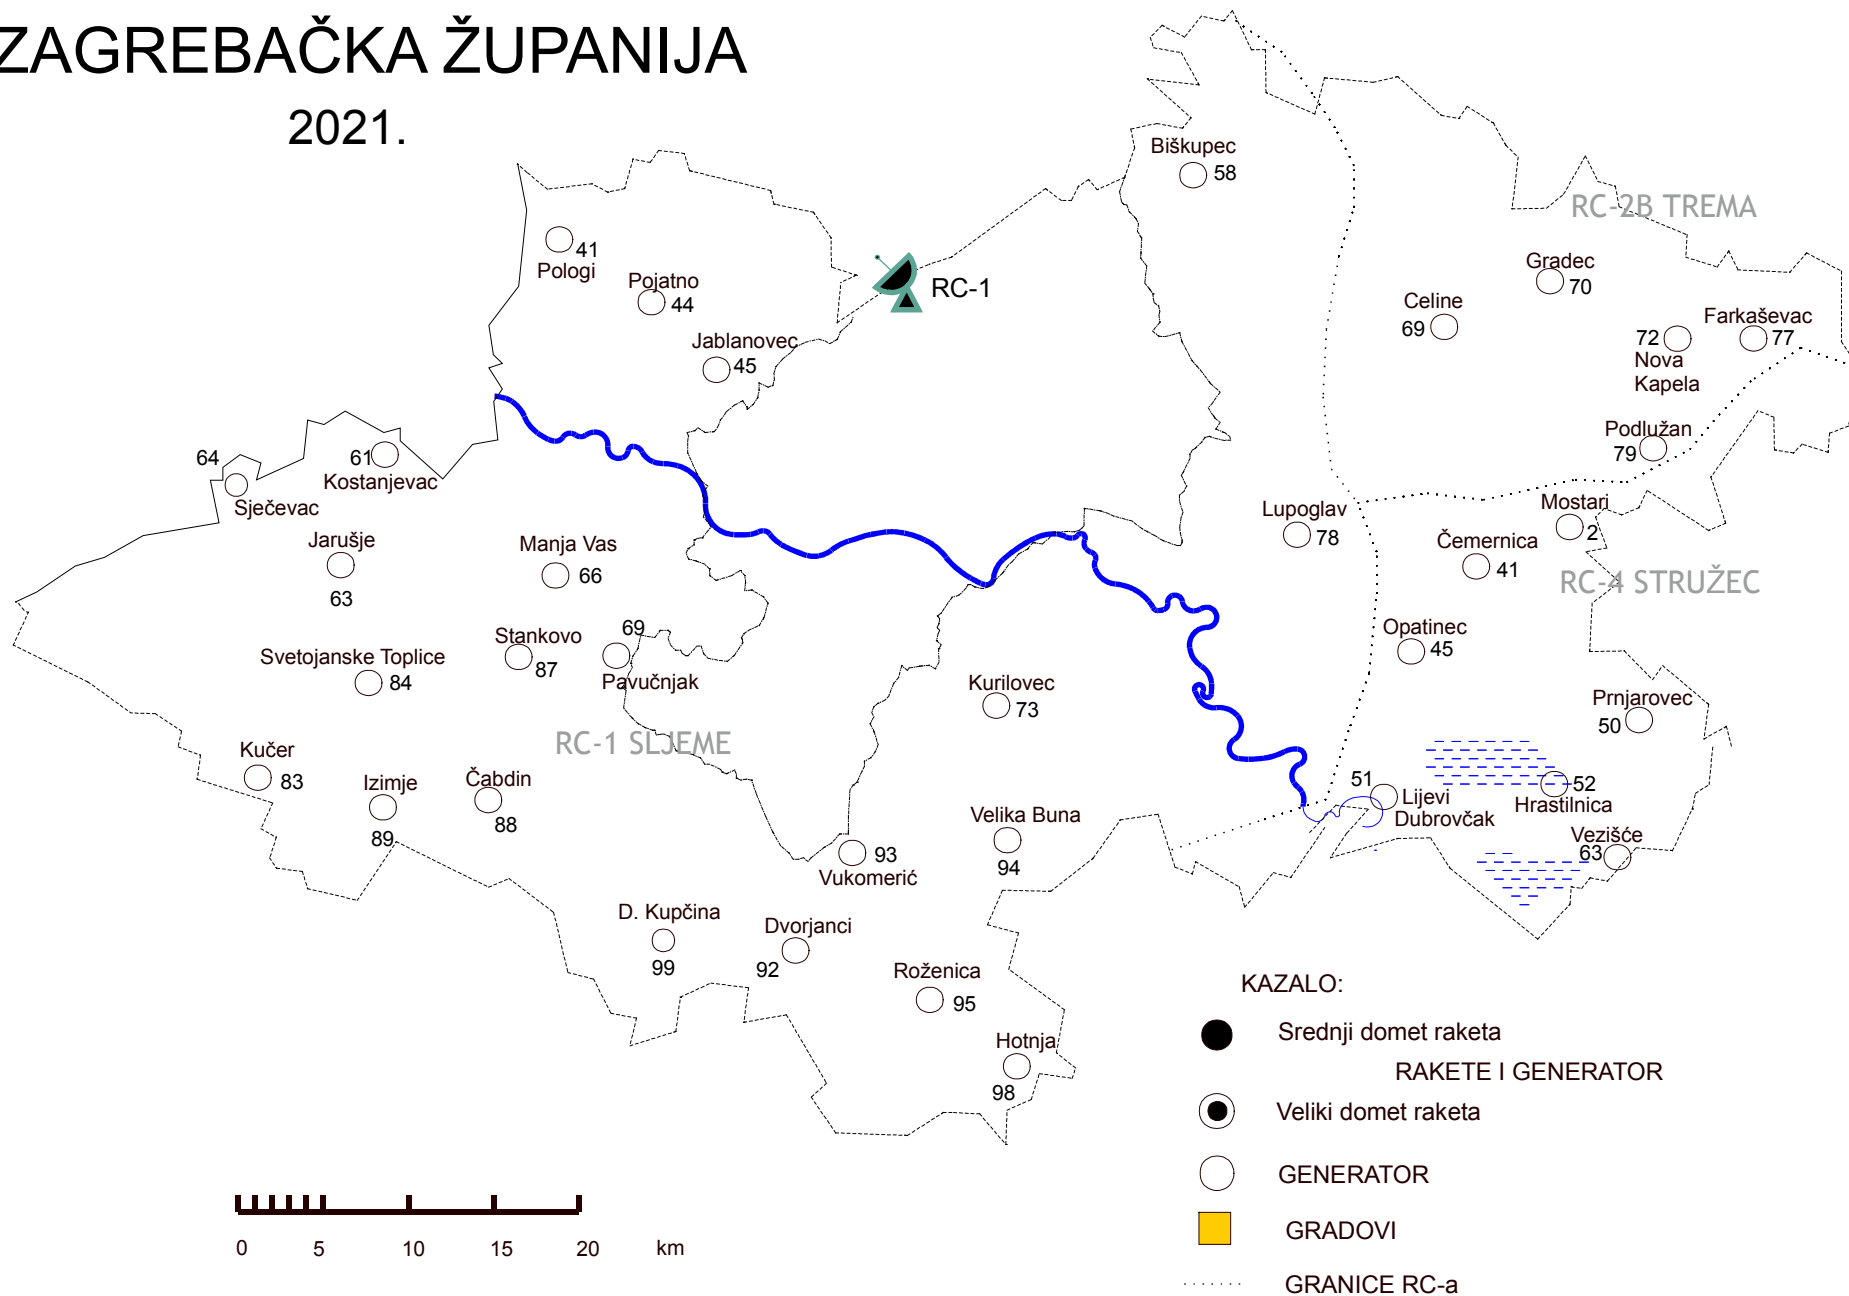 ZAGREBAČKA ŽUPANIJA
2021.
Biškupec
58
RC-2B TREMA
41
Pologi
Pojatno
44
RC-1
Gradec
70
Celine
69
Farkaševac
72
77
Nova
Kapela
Jablanovec
45
Podlužan
79
64
Sječevac
61
Kostanjevac
Mostari
2
Lupoglav
78
Čemernica
41
RC-4 STRUŽEC
Jarušje
63
Manja Vas
66
Stankovo
87
69
Pavučnjak
Svetojanske Toplice
84
Opatinec
45
Kurilovec
73
Prnjarovec
50
RC-1 SLJEME
Kučer
83
Izimje
89
Čabdin
88
51
Lijevi
Dubrovčak
52
Hrastilnica
Velika Buna
94
Vezišće
63
93
Vukomerić
D. Kupčina
99
Dvorjanci
92
Roženica
95
Hotnja
98
KAZALO:
Srednji domet raketa
RAKETE I GENERATOR
Veliki domet raketa
GENERATOR
GRADOVI
GRANICE RC-a
0 5 10 15 20 km